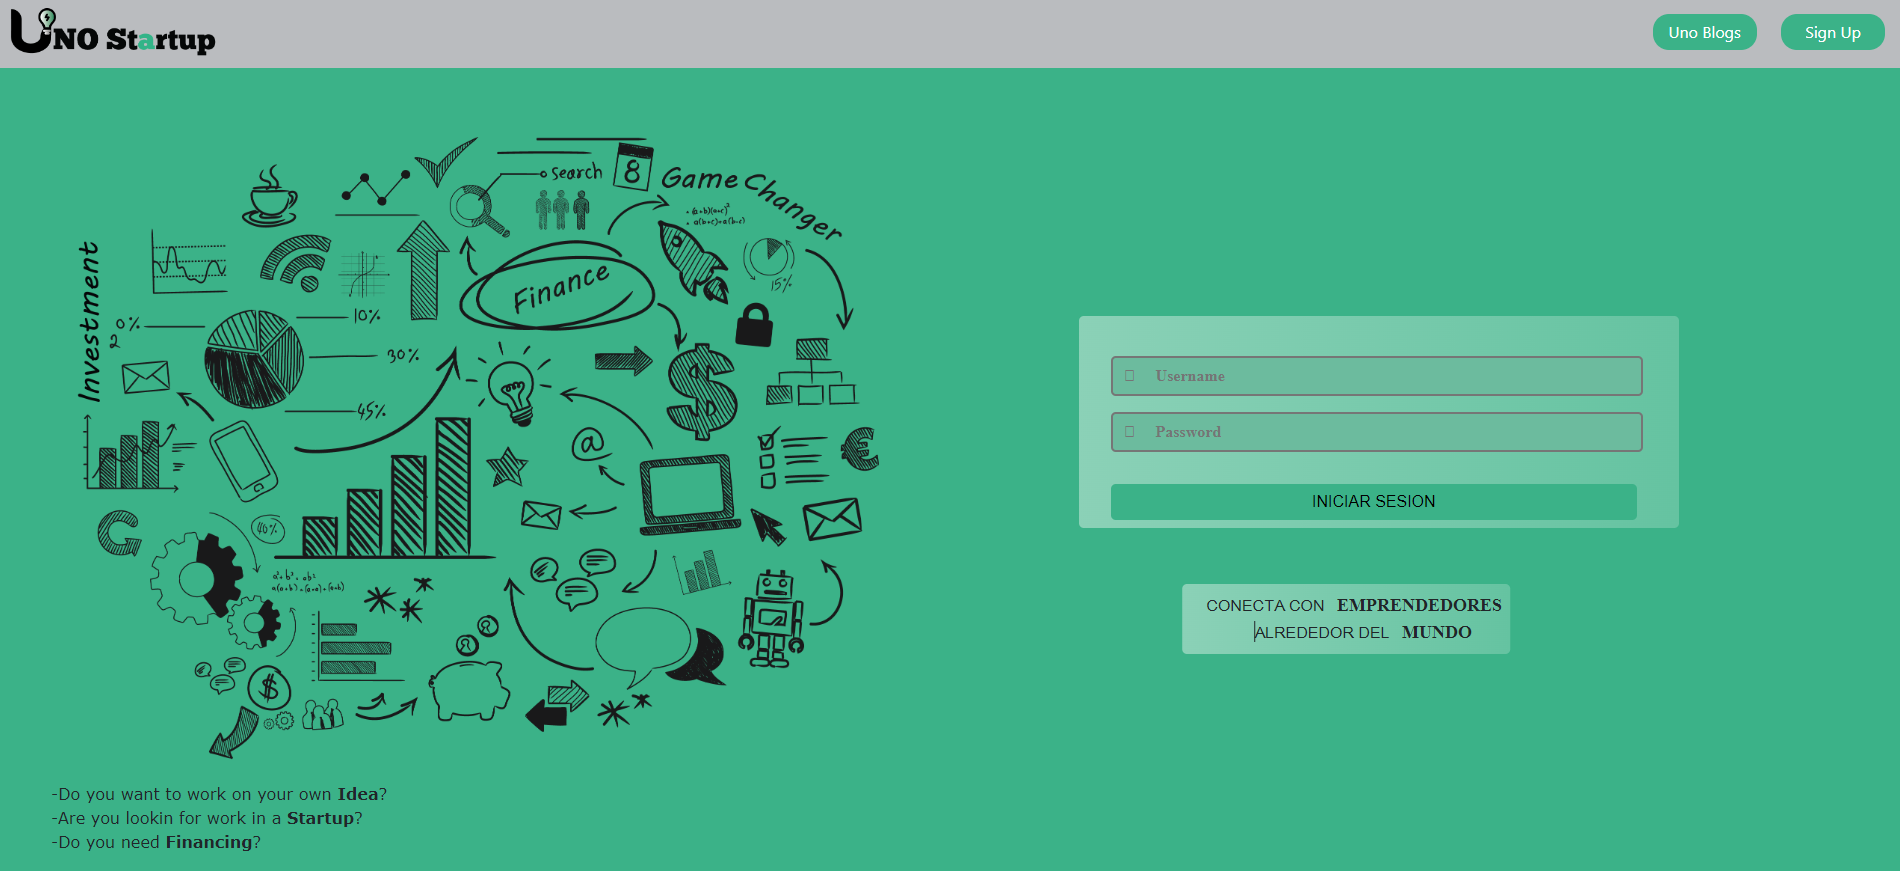 UNO Startup
Uno Blogs
Sign Up
search
8
Game Changer
Investment
Finance
15%
0%
2
10%
30%
45%
@
40%
$
Username
Password
INICIAR SESION
CONECTA CON EMPRENDEDORES
ALREDEDOR DEL MUNDO
-Do you want to work on your own Idea?
-Are you lookin for work in a Startup?
-Do you need Financing?